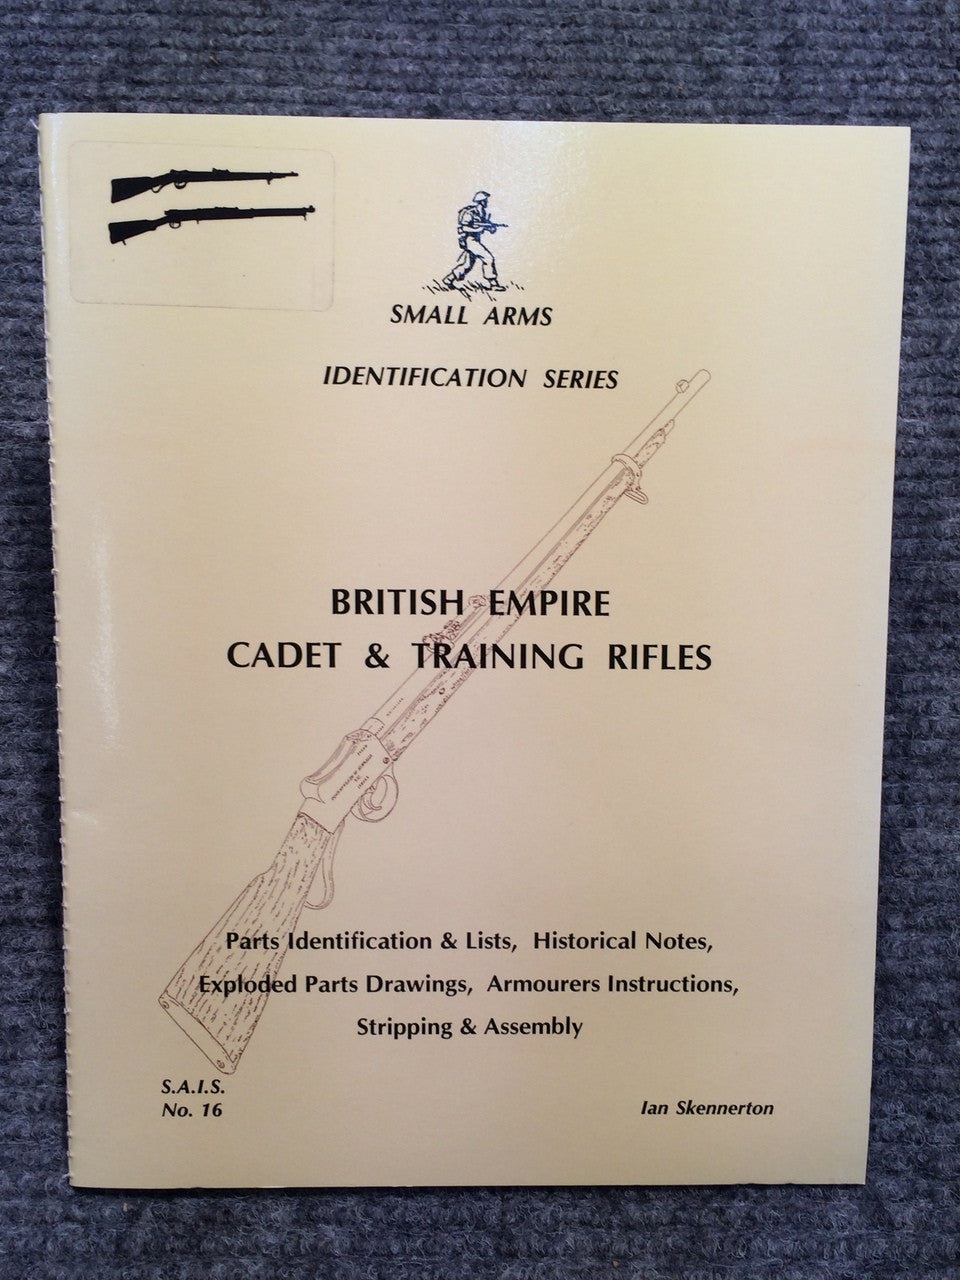 SMALL ARMS
IDENTIFICATION SERIES
BRITISH EMPIRE
CADET & TRAINING RIFLES
Parts Identification & Lists, Historical Notes,
Exploded Parts Drawings, Armourers Instructions,
Stripping & Assembly
S.A.I.S.
No. 16
Ian Skennerton